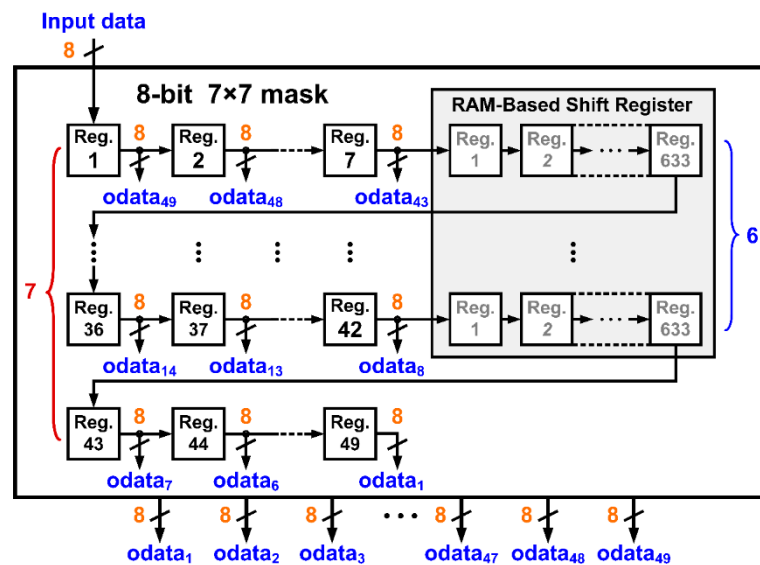 Input data
8
8-bit 7×7 mask
RAM-Based Shift Register
Reg. 1
8
Reg. 2
8
Reg. 7
8
Reg. 1
Reg. 2
Reg. 633
odata49
odata48
odata43
7
6
Reg. 36
8
Reg. 37
8
Reg. 42
8
Reg. 1
Reg. 2
Reg. 633
odata14
odata13
odata8
Reg. 43
8
Reg. 44
8
Reg. 49
8
odata7
odata6
odata1
8 8 8 8 8 8
odata1 odata2 odata3 odata47 odata48 odata49